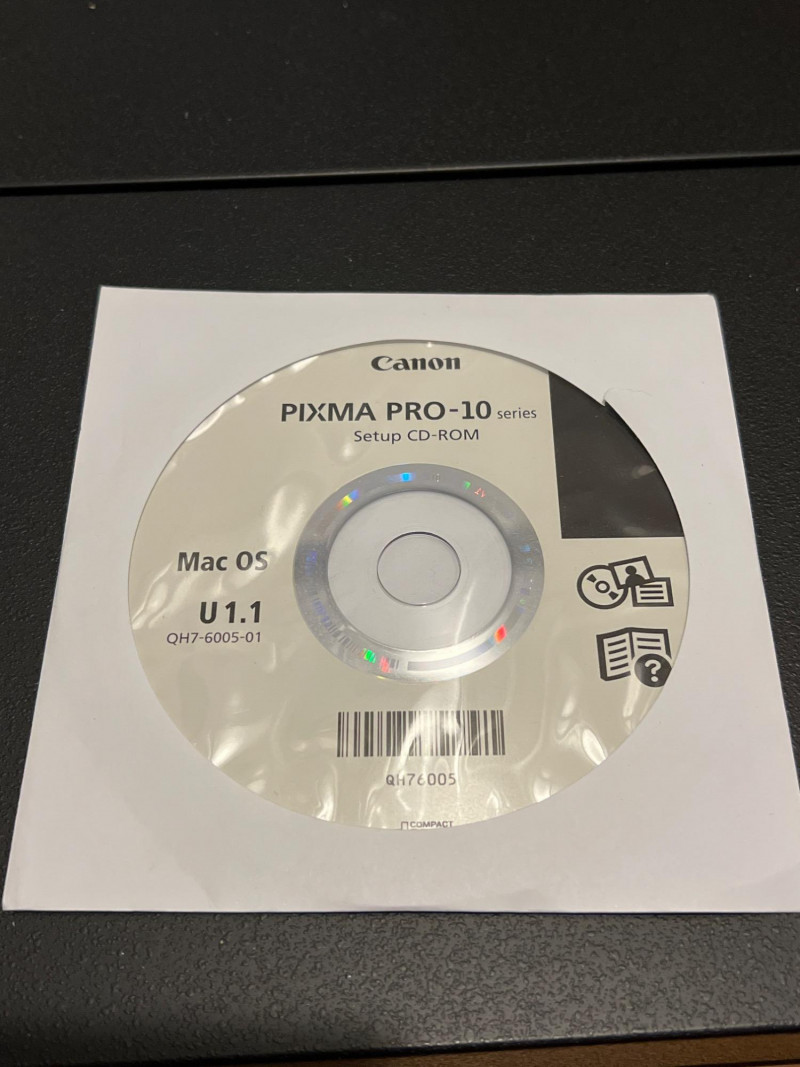 Canon
PIXMA PRO-10 series
Setup CD-ROM
Mac OS
U 1.1
QH7-6005-01
?
QH76005
COMPACT